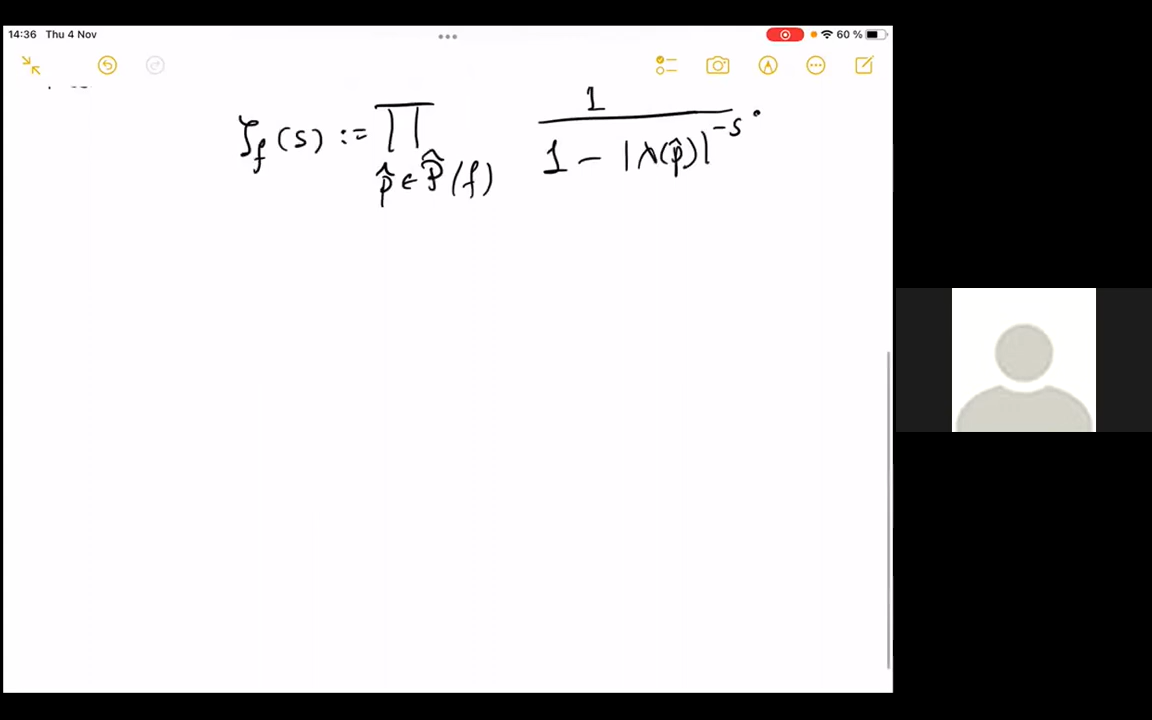 14:36 Thu 4 Nov 60 %
ζ_f(s) := ∏_{p̂ ∈ P̂(f)} 1 / (1 − |λ(p̂)|^{−s}) .